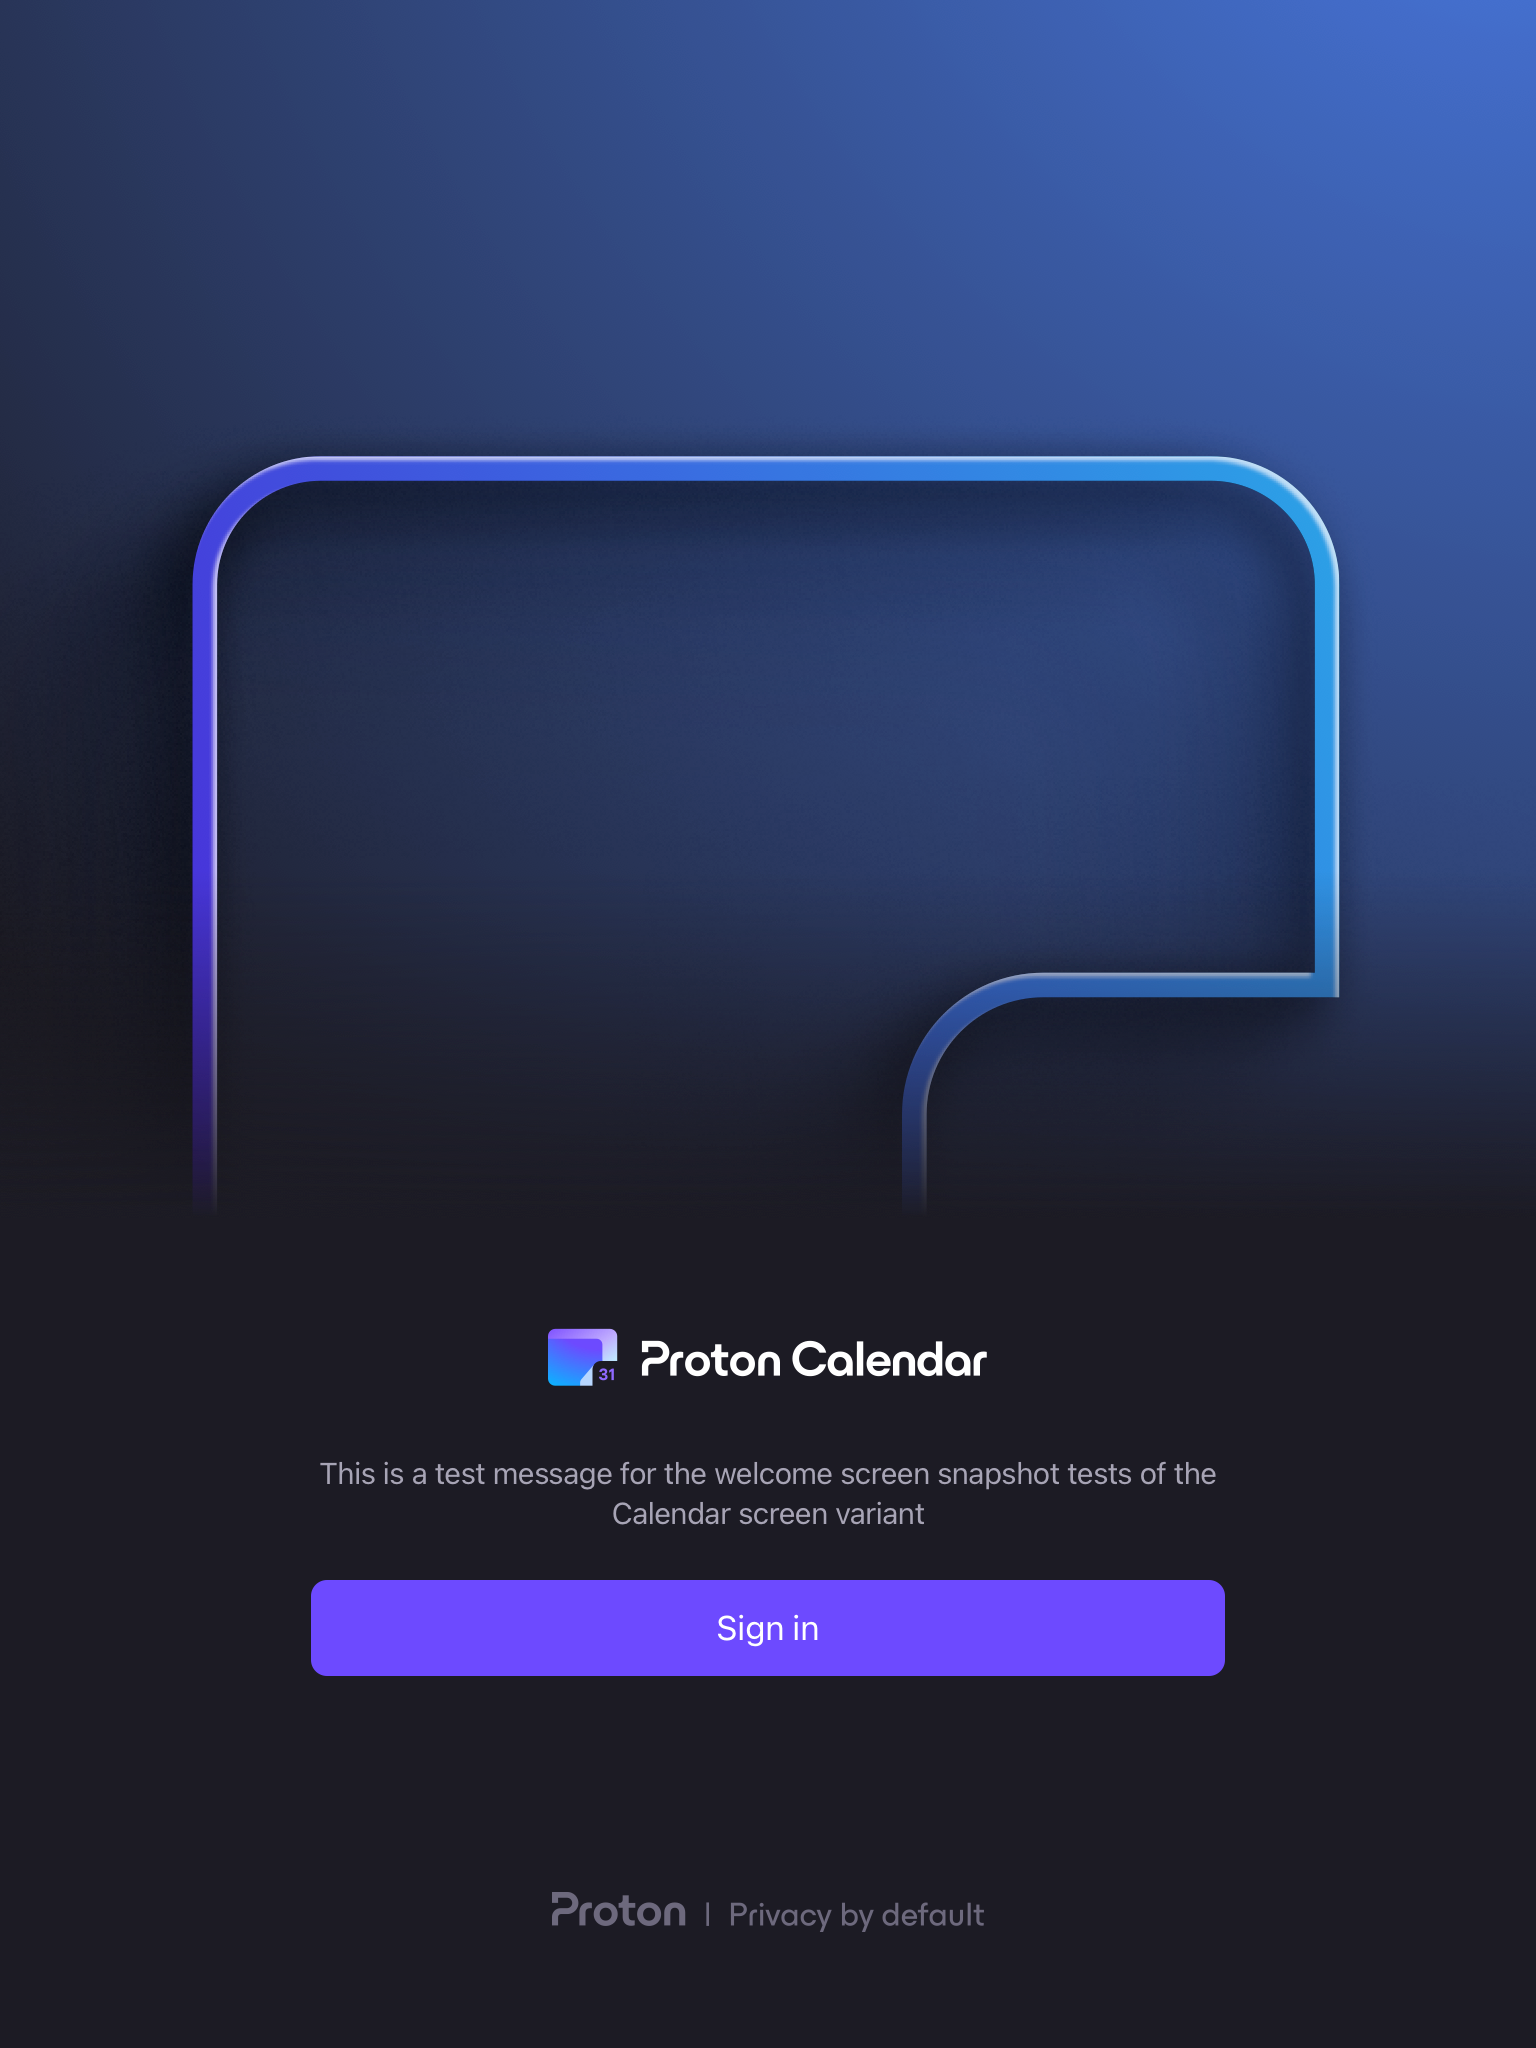 31
Proton Calendar
This is a test message for the welcome screen snapshot tests of the
Calendar screen variant
Sign in
Proton | Privacy by default